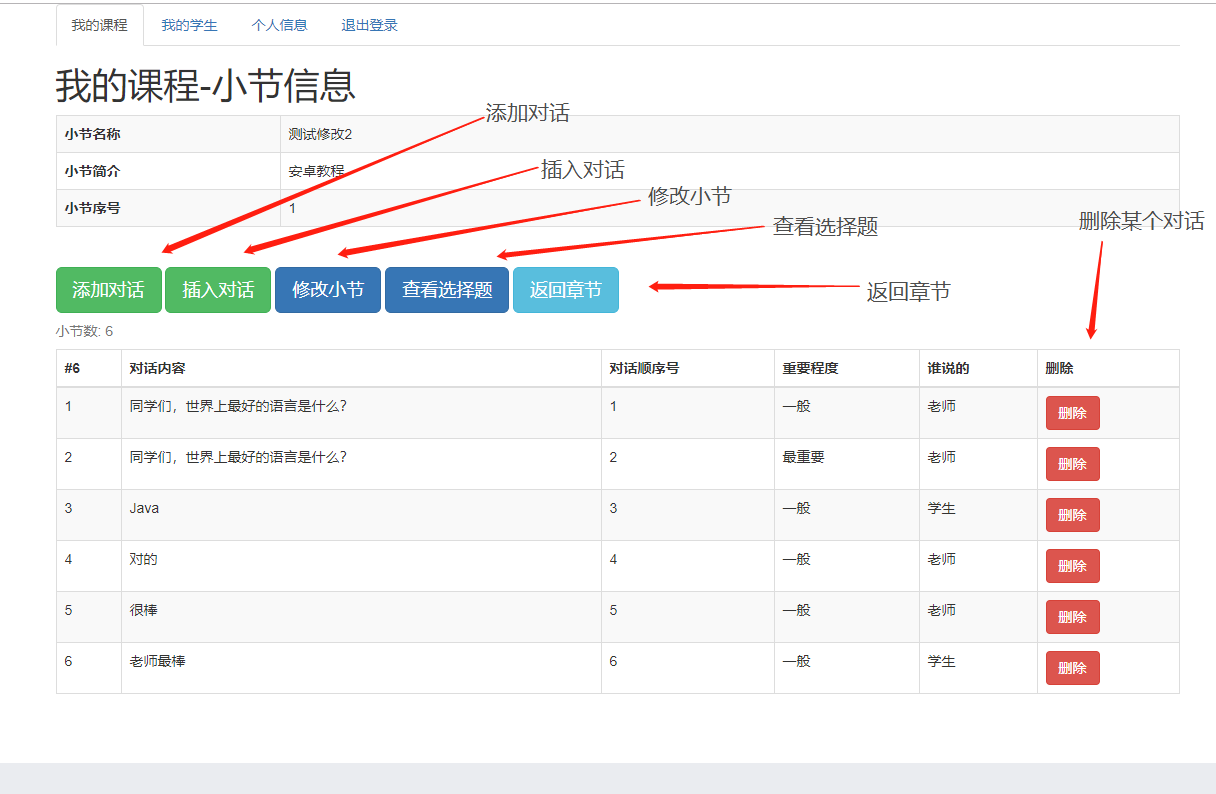 我的课程 我的学生 个人信息 退出登录
我的课程-小节信息
添加对话
小节名称 测试修改2
插入对话
小节简介 安卓教程
修改小节
小节序号 1
删除某个对话
查看选择题
添加对话 插入对话 修改小节 查看选择题 返回章节 返回章节
小节数: 6
#6 对话内容 对话顺序号 重要程度 谁说的 删除
1 同学们，世界上最好的语言是什么? 1 一般 老师 删除
2 同学们，世界上最好的语言是什么? 2 最重要 老师 删除
3 Java 3 一般 学生 删除
4 对的 4 一般 老师 删除
5 很棒 5 一般 老师 删除
6 老师最棒 6 一般 学生 删除